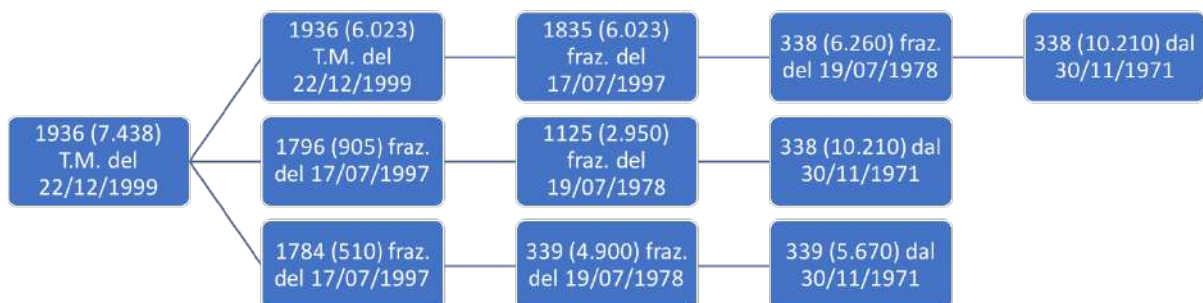 1936 (6.023)
T.M. del
22/12/1999
1835 (6.023)
fraz. del
17/07/1997
338 (6.260) fraz.
del 19/07/1978
338 (10.210) dal
30/11/1971
1936 (7.438)
T.M. del
22/12/1999
1796 (905) fraz.
del 17/07/1997
1125 (2.950)
fraz. del
19/07/1978
338 (10.210) dal
30/11/1971
1784 (510) fraz.
del 17/07/1997
339 (4.900) fraz.
del 19/07/1978
339 (5.670) dal
30/11/1971